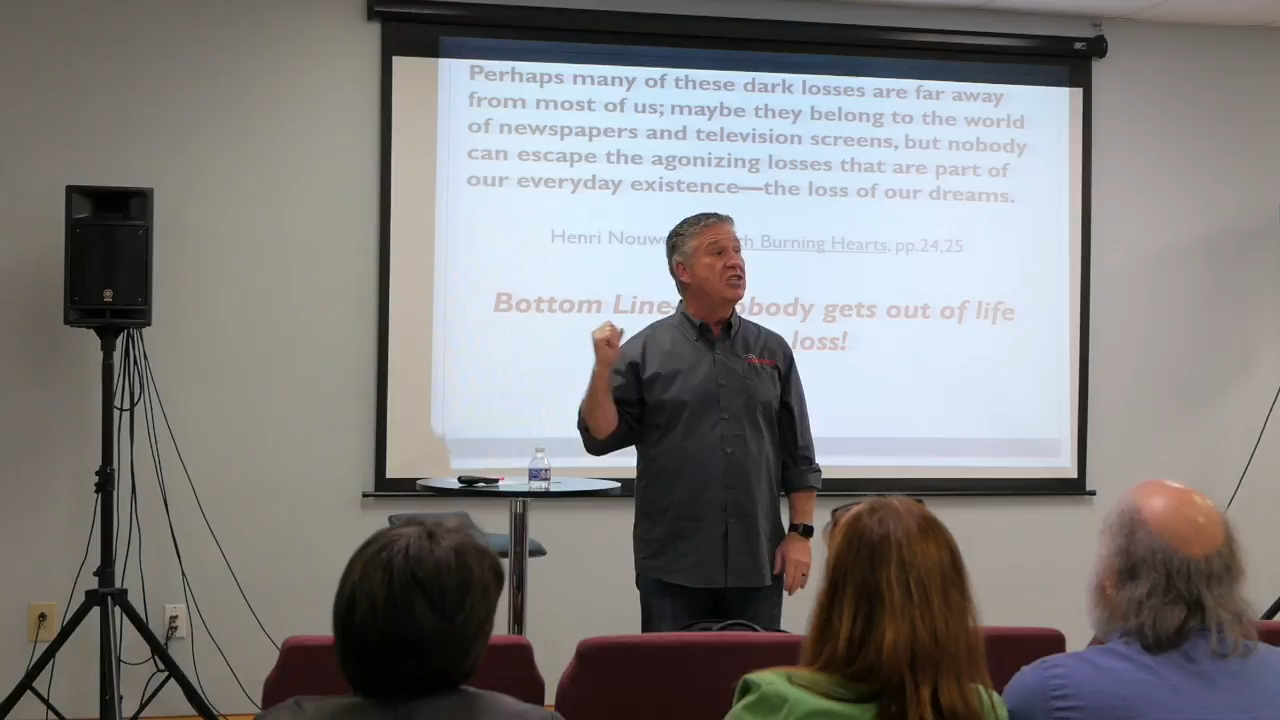 Perhaps many of these dark losses are far away
from most of us; maybe they belong to the world
of newspapers and television screens, but nobody
can escape the agonizing losses that are part of
our everyday existence—the loss of our dreams.
Henri Nouw th Burning Hearts, pp.24,25
Bottom Line obody gets out of life
loss!